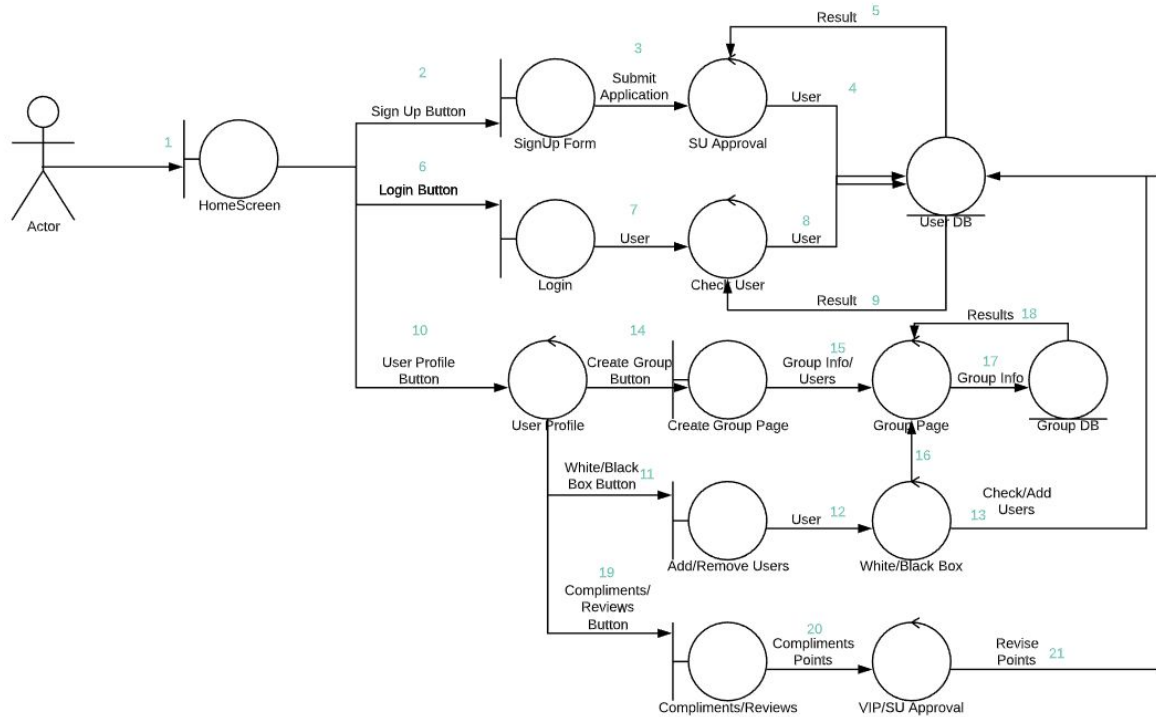 Result 5
3
2
Submit
Application
User 4
Sign Up Button
SignUp Form
SU Approval
1
6
Login Button
Actor
HomeScreen
7
User
8
User
User DB
Login
Check User
Result 9
10
User Profile
Button
14
Create Group
Button
15
Group Info/
Users
Results 18
17
Group Info
User Profile
Create Group Page
Group Page
Group DB
16
White/Black
Box Button 11
User 12
Check/Add
Users
13
Add/Remove Users
White/Black Box
19
Compliments/
Reviews
Button
20
Compliments
Points
Revise
Points 21
Compliments/Reviews
VIP/SU Approval